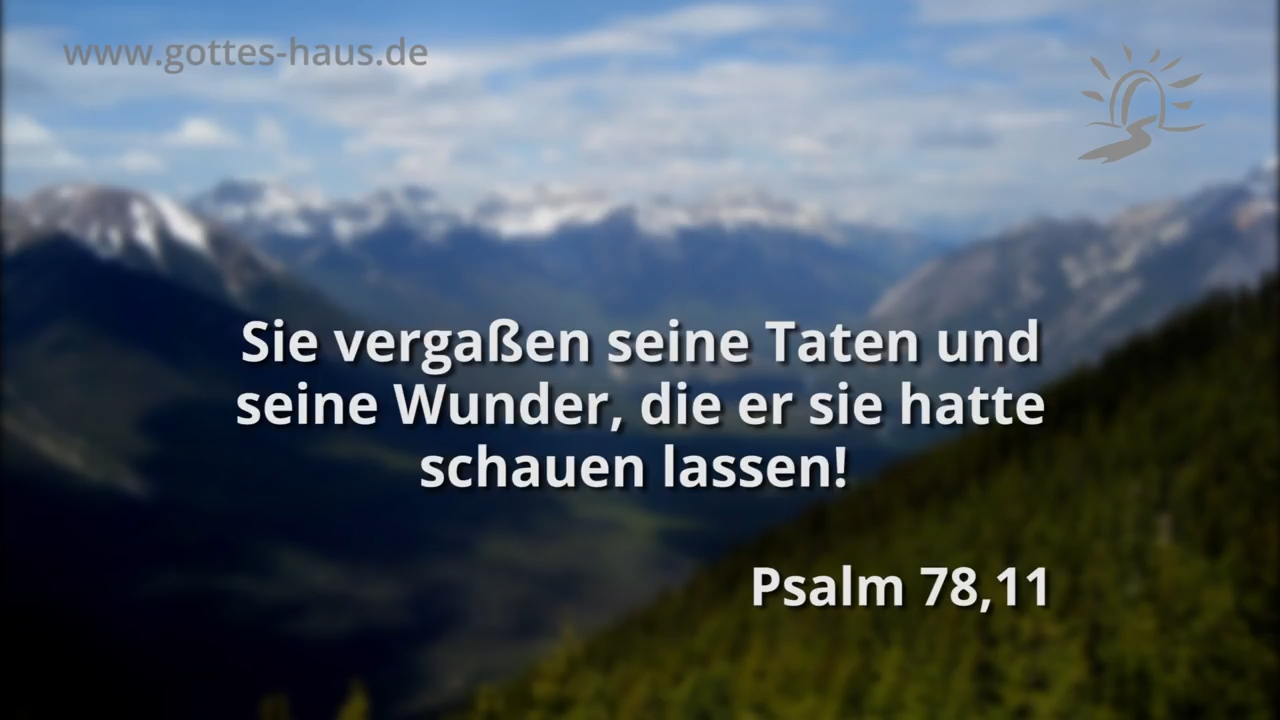 www.gottes-haus.de
Sie vergaßen seine Taten und
seine Wunder, die er sie hatte
schauen lassen!
Psalm 78,11